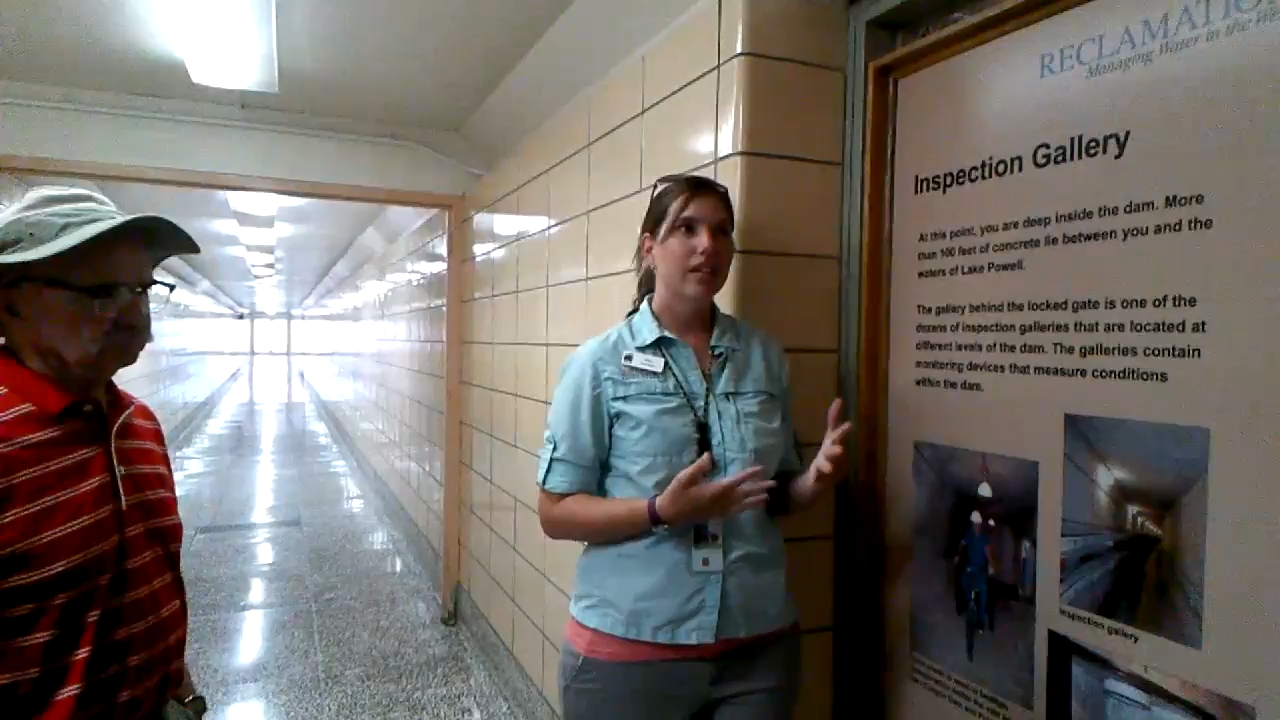 RECLAMATION
Managing Water in the We
Inspection Gallery
At this point, you are deep inside the dam. More
than 100 feet of concrete lie between you and the
waters of Lake Powell.
The gallery behind the locked gate is one of the
dozens of inspection galleries that are located at
different levels of the dam. The galleries contain
monitoring devices that measure conditions
within the dam.
Inspection gallery